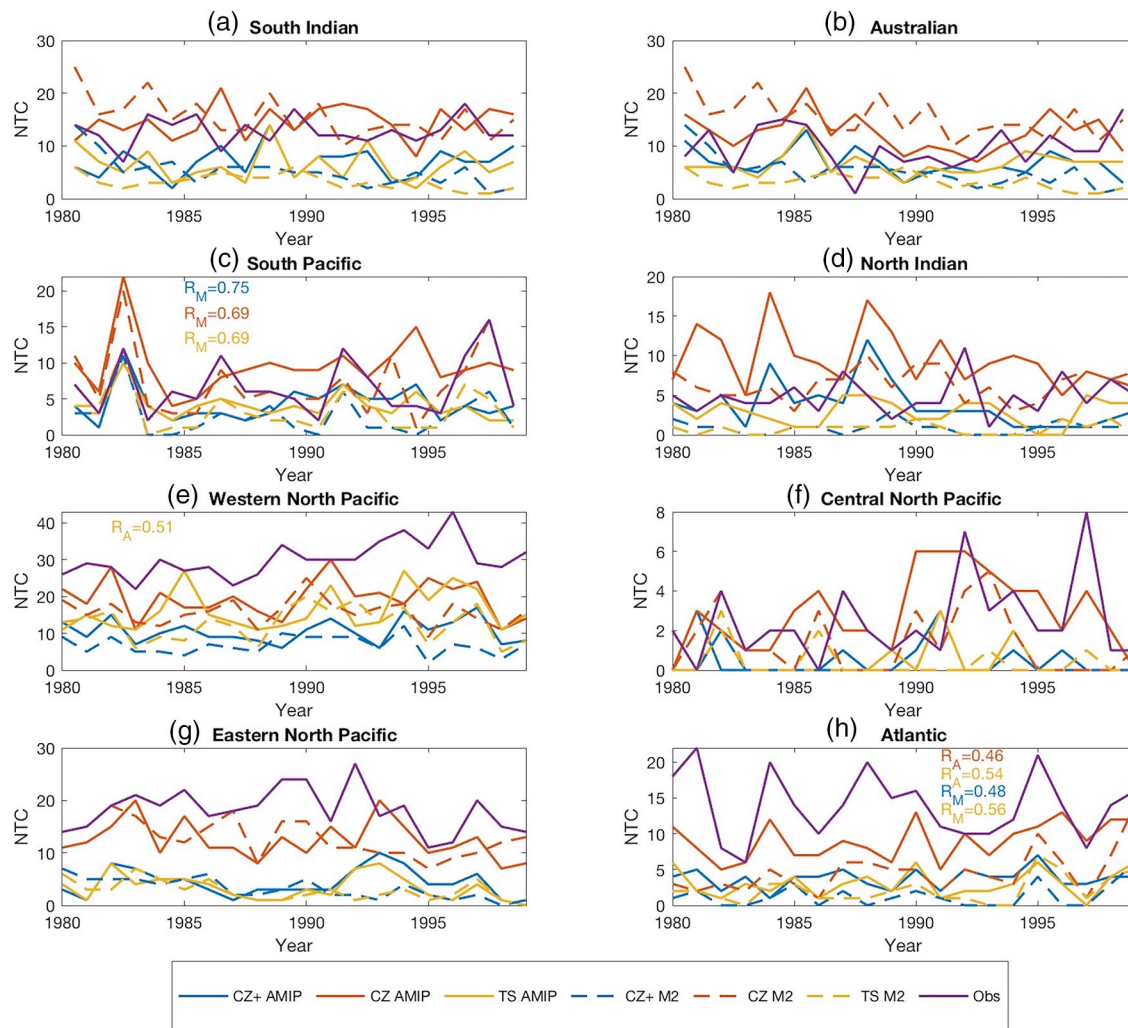 (a)
South Indian
30
20
10
0
NTC
1980
1985
1990
1995
Year
(b)
Australian
30
20
10
0
NTC
1980
1985
1990
1995
Year
(c)
South Pacific
R_M=0.75
R_M=0.69
R_M=0.69
20
15
10
5
0
NTC
1980
1985
1990
1995
Year
(d)
North Indian
20
15
10
5
0
NTC
1980
1985
1990
1995
Year
(e)
Western North Pacific
R_A=0.51
40
30
20
10
0
NTC
1980
1985
1990
1995
Year
(f)
Central North Pacific
8
6
4
2
0
NTC
1980
1985
1990
1995
Year
(g)
Eastern North Pacific
30
20
10
0
NTC
1980
1985
1990
1995
Year
(h)
Atlantic
R_A=0.46
R_A=0.54
R_M=0.48
R_M=0.56
20
15
10
5
0
NTC
1980
1985
1990
1995
Year
CZ+ AMIP CZ AMIP TS AMIP CZ+ M2 CZ M2 TS M2 Obs